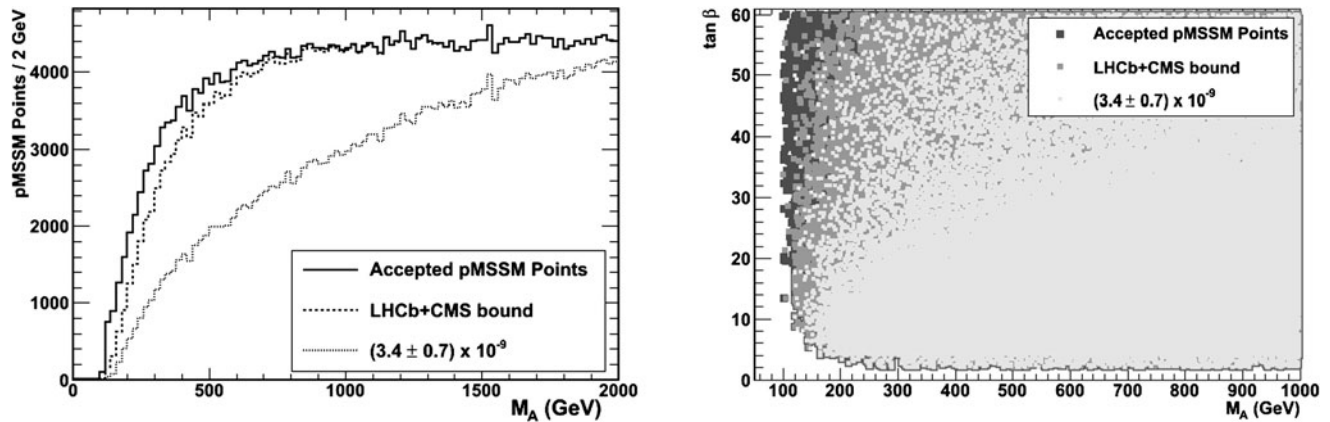 pMSSM Points / 2 GeV
4000
3000
2000
1000
0
0
500
1000
1500
2000
M_A (GeV)
Accepted pMSSM Points
LHCb+CMS bound
(3.4 ± 0.7) x 10⁻⁹
tan β
60
50
40
30
20
10
0
100
200
300
400
500
600
700
800
900
1000
M_A (GeV)
Accepted pMSSM Points
LHCb+CMS bound
(3.4 ± 0.7) x 10⁻⁹